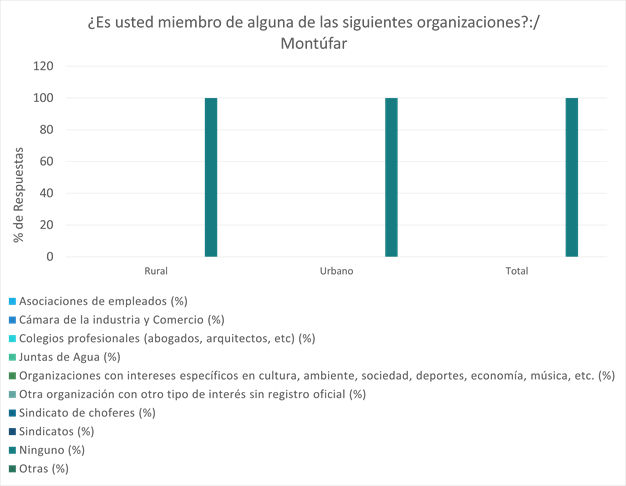 ¿Es usted miembro de alguna de las siguientes organizaciones?:/
Montúfar
120
100
80
60
40
20
0
% de Respuestas
Rural
Urbano
Total
Asociaciones de empleados (%)
Cámara de la industria y Comercio (%)
Colegios profesionales (abogados, arquitectos, etc) (%)
Juntas de Agua (%)
Organizaciones con intereses específicos en cultura, ambiente, sociedad, deportes, economía, música, etc. (%)
Otra organización con otro tipo de interés sin registro oficial (%)
Sindicato de choferes (%)
Sindicatos (%)
Ninguno (%)
Otras (%)